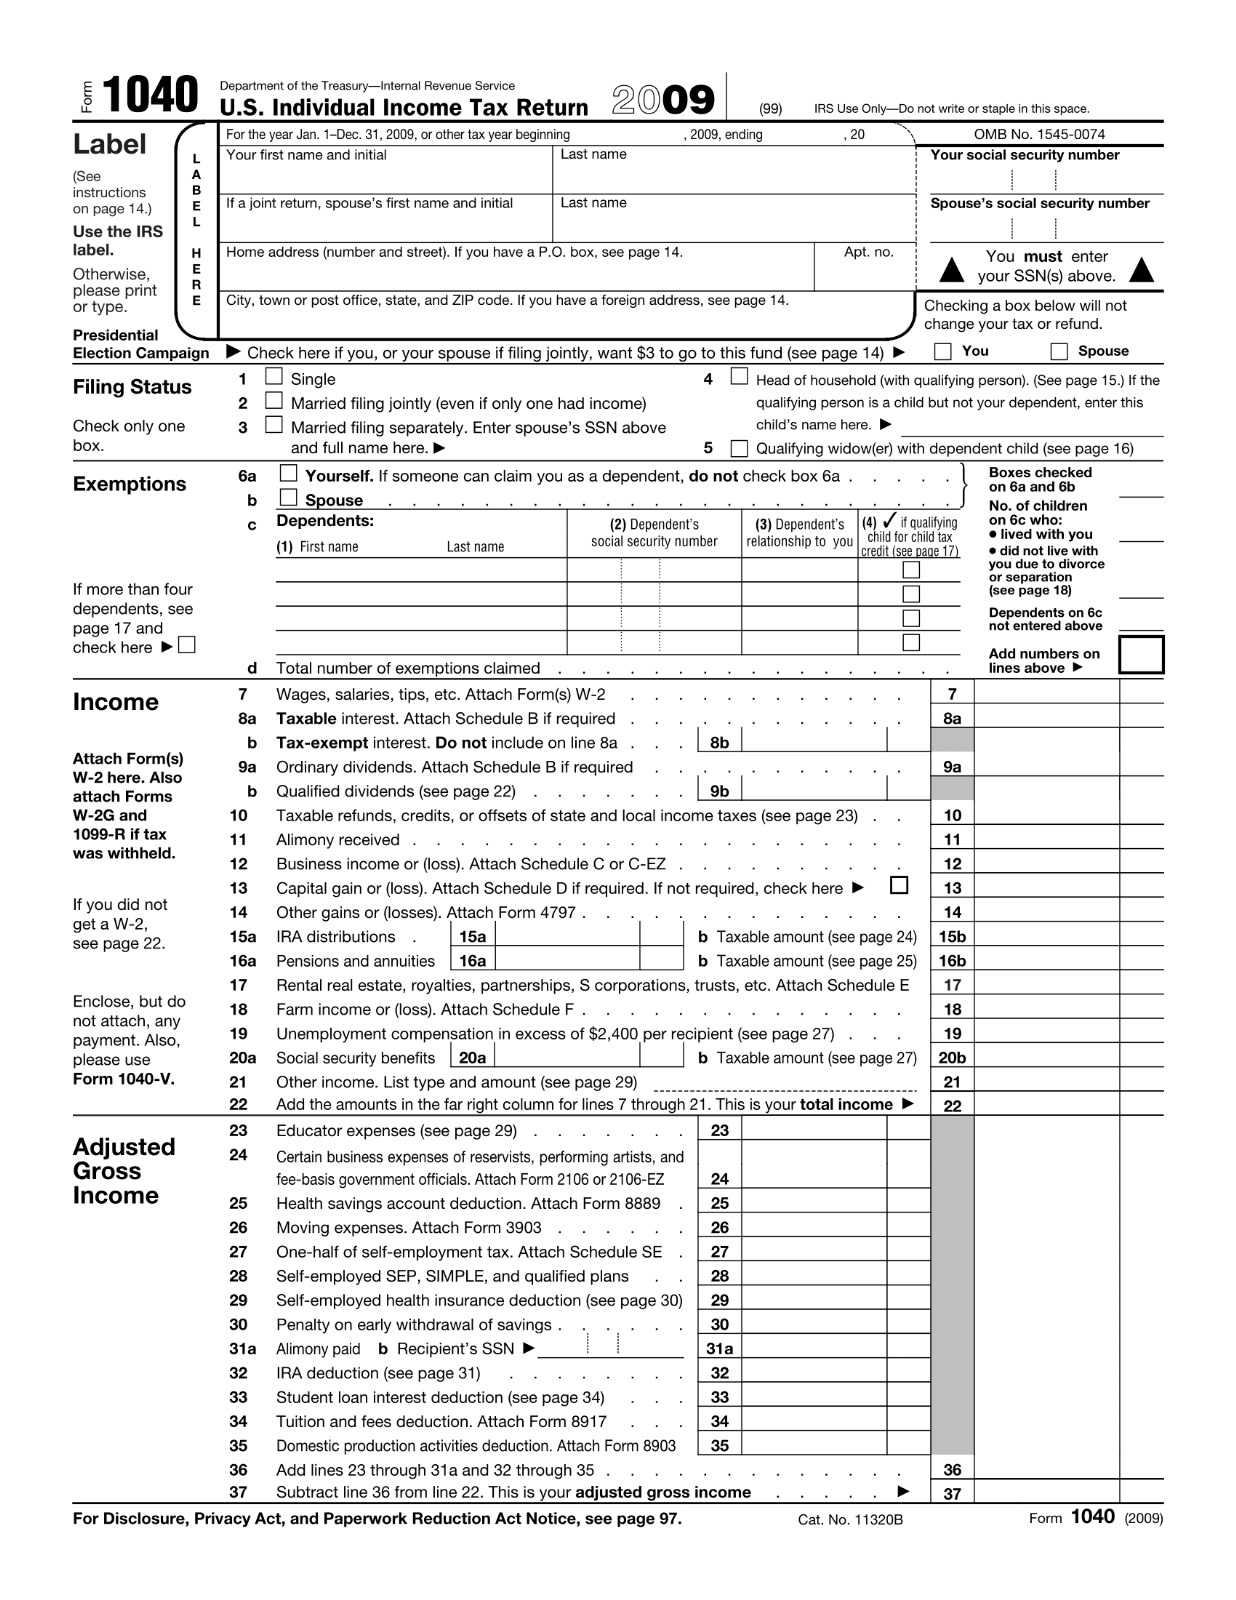 Form 1040 Department of the Treasury—Internal Revenue Service
U.S. Individual Income Tax Return 2009 (99) IRS Use Only—Do not write or staple in this space.
Label
(See instructions on page 14.)
Use the IRS label.
Otherwise, please print or type.
LABEL HERE
For the year Jan. 1–Dec. 31, 2009, or other tax year beginning , 2009, ending , 20
OMB No. 1545-0074
Your first name and initial
Last name
Your social security number
If a joint return, spouse's first name and initial
Last name
Spouse's social security number
Home address (number and street). If you have a P.O. box, see page 14.
Apt. no.
▲ You must enter your SSN(s) above. ▲
City, town or post office, state, and ZIP code. If you have a foreign address, see page 14.
Checking a box below will not change your tax or refund.
Presidential Election Campaign
▶ Check here if you, or your spouse if filing jointly, want $3 to go to this fund (see page 14) ▶ You Spouse
Filing Status
Check only one box.
1 Single
2 Married filing jointly (even if only one had income)
3 Married filing separately. Enter spouse's SSN above
and full name here. ▶
4 Head of household (with qualifying person). (See page 15.) If the
qualifying person is a child but not your dependent, enter this
child's name here. ▶
5 Qualifying widow(er) with dependent child (see page 16)
Exemptions
6a Yourself. If someone can claim you as a dependent, do not check box 6a . . . . .
b Spouse . . . . . . . . . . . . . . . . . . . . .
c Dependents:
(1) First name Last name
(2) Dependent's social security number
(3) Dependent's relationship to you
(4) ✓ if qualifying child for child tax credit (see page 17)
If more than four dependents, see page 17 and check here ▶
d Total number of exemptions claimed . . . . . . . . . . . . . . . . .
Boxes checked on 6a and 6b
No. of children on 6c who:
• lived with you
• did not live with you due to divorce or separation (see page 18)
Dependents on 6c not entered above
Add numbers on lines above ▶
Income
Attach Form(s) W-2 here. Also attach Forms W-2G and 1099-R if tax was withheld.
If you did not get a W-2, see page 22.
Enclose, but do not attach, any payment. Also, please use Form 1040-V.
7 Wages, salaries, tips, etc. Attach Form(s) W-2 . . . . . . . . . . . . 7
8a Taxable interest. Attach Schedule B if required . . . . . . . . . . . . 8a
b Tax-exempt interest. Do not include on line 8a . . . 8b
9a Ordinary dividends. Attach Schedule B if required . . . . . . . . . . . 9a
b Qualified dividends (see page 22) . . . . . . . 9b
10 Taxable refunds, credits, or offsets of state and local income taxes (see page 23) . . 10
11 Alimony received . . . . . . . . . . . . . . . . . . . . . 11
12 Business income or (loss). Attach Schedule C or C-EZ . . . . . . . . . . 12
13 Capital gain or (loss). Attach Schedule D if required. If not required, check here ▶ 13
14 Other gains or (losses). Attach Form 4797 . . . . . . . . . . . . . . 14
15a IRA distributions . 15a b Taxable amount (see page 24) 15b
16a Pensions and annuities 16a b Taxable amount (see page 25) 16b
17 Rental real estate, royalties, partnerships, S corporations, trusts, etc. Attach Schedule E 17
18 Farm income or (loss). Attach Schedule F . . . . . . . . . . . . . . 18
19 Unemployment compensation in excess of $2,400 per recipient (see page 27) . . . 19
20a Social security benefits 20a b Taxable amount (see page 27) 20b
21 Other income. List type and amount (see page 29) 21
22 Add the amounts in the far right column for lines 7 through 21. This is your total income ▶ 22
Adjusted Gross Income
23 Educator expenses (see page 29) . . . . . . . 23
24 Certain business expenses of reservists, performing artists, and
fee-basis government officials. Attach Form 2106 or 2106-EZ 24
25 Health savings account deduction. Attach Form 8889 . 25
26 Moving expenses. Attach Form 3903 . . . . . . 26
27 One-half of self-employment tax. Attach Schedule SE . 27
28 Self-employed SEP, SIMPLE, and qualified plans . . 28
29 Self-employed health insurance deduction (see page 30) 29
30 Penalty on early withdrawal of savings . . . . . . 30
31a Alimony paid b Recipient's SSN ▶ 31a
32 IRA deduction (see page 31) . . . . . . . . 32
33 Student loan interest deduction (see page 34) . . . 33
34 Tuition and fees deduction. Attach Form 8917 . . . 34
35 Domestic production activities deduction. Attach Form 8903 35
36 Add lines 23 through 31a and 32 through 35 . . . . . . . . . . . . . 36
37 Subtract line 36 from line 22. This is your adjusted gross income . . . . . ▶ 37
For Disclosure, Privacy Act, and Paperwork Reduction Act Notice, see page 97. Cat. No. 11320B Form 1040 (2009)